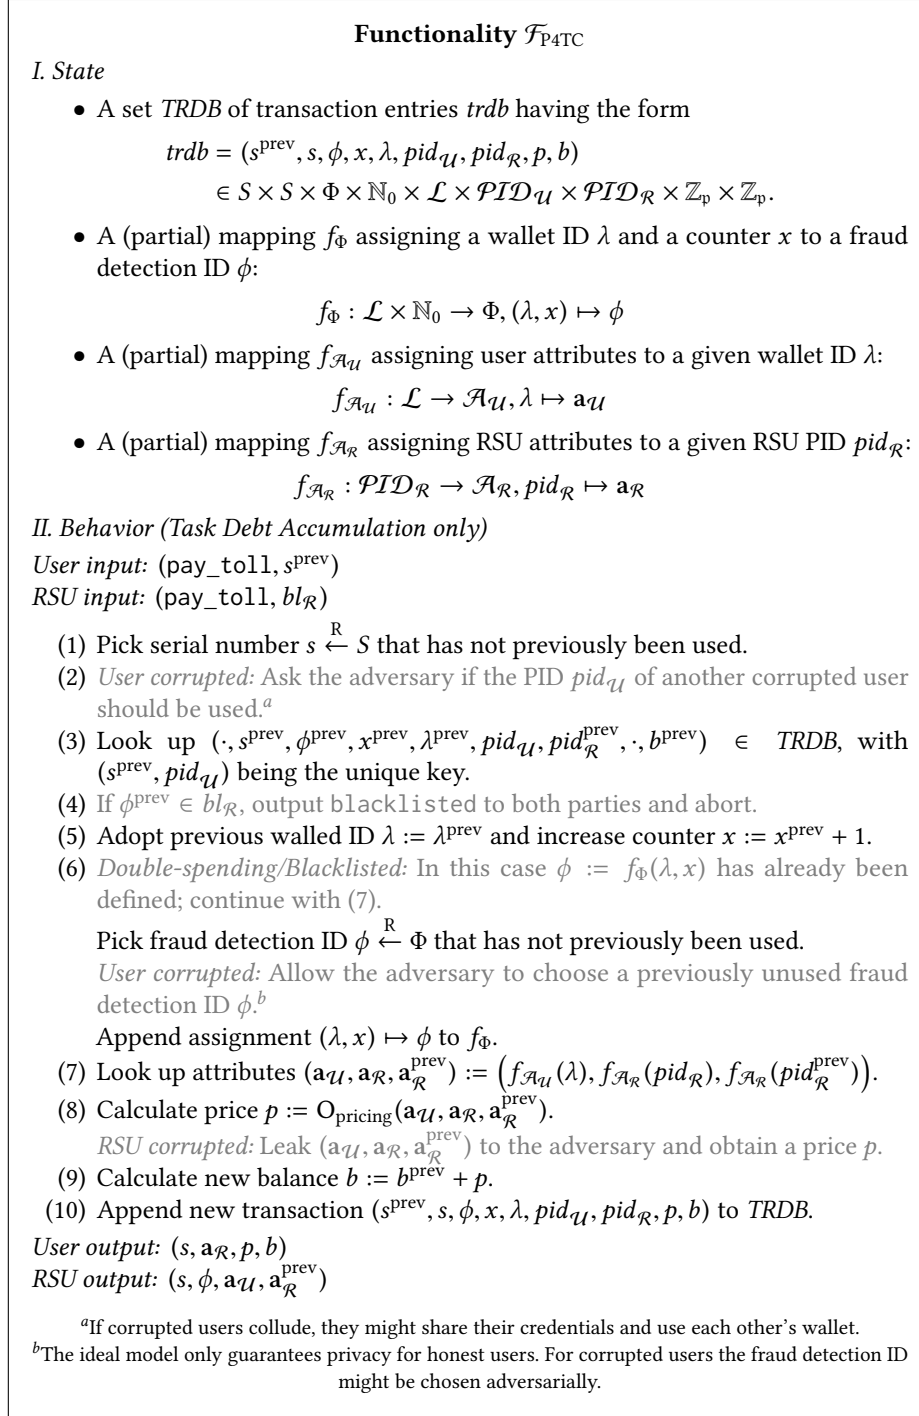 Functionality ℱ_P4TC
I. State
• A set TRDB of transaction entries trdb having the form
trdb = (s^prev, s, ϕ, x, λ, pid_𝒰, pid_ℛ, p, b)
∈ S × S × Φ × ℕ₀ × ℒ × 𝒫ℐ𝒟_𝒰 × 𝒫ℐ𝒟_ℛ × ℤ_𝔭 × ℤ_𝔭.
• A (partial) mapping f_Φ assigning a wallet ID λ and a counter x to a fraud
detection ID ϕ:
f_Φ : ℒ × ℕ₀ → Φ, (λ, x) ↦ ϕ
• A (partial) mapping f_𝒜_𝒰 assigning user attributes to a given wallet ID λ:
f_𝒜_𝒰 : ℒ → 𝒜_𝒰, λ ↦ a_𝒰
• A (partial) mapping f_𝒜_ℛ assigning RSU attributes to a given RSU PID pid_ℛ:
f_𝒜_ℛ : 𝒫ℐ𝒟_ℛ → 𝒜_ℛ, pid_ℛ ↦ a_ℛ
II. Behavior (Task Debt Accumulation only)
User input: (pay_toll, s^prev)
RSU input: (pay_toll, bl_ℛ)
(1) Pick serial number s ←^R S that has not previously been used.
(2) User corrupted: Ask the adversary if the PID pid_𝒰 of another corrupted user
should be used.^a
(3) Look up (·, s^prev, ϕ^prev, x^prev, λ^prev, pid_𝒰, pid_ℛ^prev, ·, b^prev) ∈ TRDB, with
(s^prev, pid_𝒰) being the unique key.
(4) If ϕ^prev ∈ bl_ℛ, output blacklisted to both parties and abort.
(5) Adopt previous walled ID λ := λ^prev and increase counter x := x^prev + 1.
(6) Double-spending/Blacklisted: In this case ϕ := f_Φ(λ, x) has already been
defined; continue with (7).
Pick fraud detection ID ϕ ←^R Φ that has not previously been used.
User corrupted: Allow the adversary to choose a previously unused fraud
detection ID ϕ.^b
Append assignment (λ, x) ↦ ϕ to f_Φ.
(7) Look up attributes (a_𝒰, a_ℛ, a_ℛ^prev) := (f_𝒜_𝒰(λ), f_𝒜_ℛ(pid_ℛ), f_𝒜_ℛ(pid_ℛ^prev)).
(8) Calculate price p := O_pricing(a_𝒰, a_ℛ, a_ℛ^prev).
RSU corrupted: Leak (a_𝒰, a_ℛ, a_ℛ^prev) to the adversary and obtain a price p.
(9) Calculate new balance b := b^prev + p.
(10) Append new transaction (s^prev, s, ϕ, x, λ, pid_𝒰, pid_ℛ, p, b) to TRDB.
User output: (s, a_ℛ, p, b)
RSU output: (s, ϕ, a_𝒰, a_ℛ^prev)
^aIf corrupted users collude, they might share their credentials and use each other's wallet.
^bThe ideal model only guarantees privacy for honest users. For corrupted users the fraud detection ID
might be chosen adversarially.